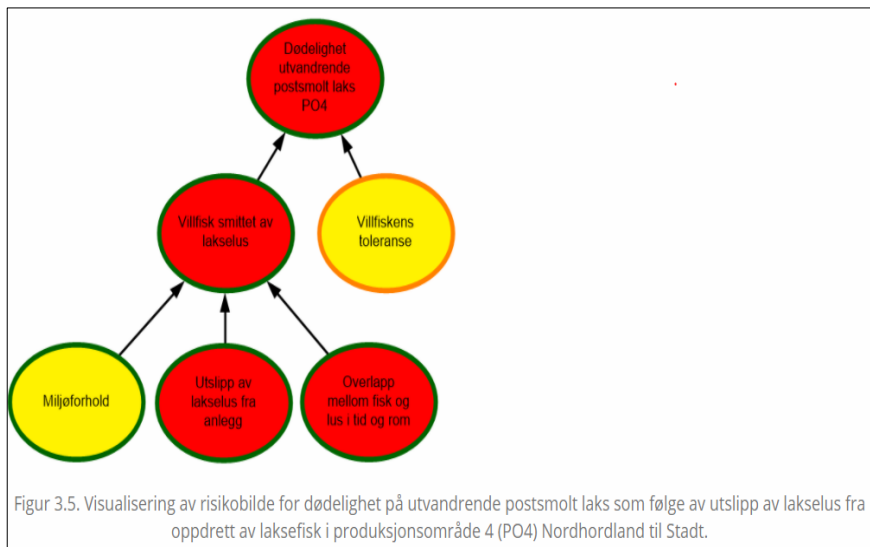 Dødelighet
utvandrende
postsmolt laks
PO4
Villfisk smittet av
lakselus
Villfiskens
toleranse
Miljøforhold
Utslipp av
lakselus fra
anlegg
Overlapp
mellom fisk og
lus i tid og rom
Figur 3.5. Visualisering av risikobilde for dødelighet på utvandrende postsmolt laks som følge av utslipp av lakselus fra
oppdrett av laksefisk i produksjonsområde 4 (PO4) Nordhordland til Stadt.